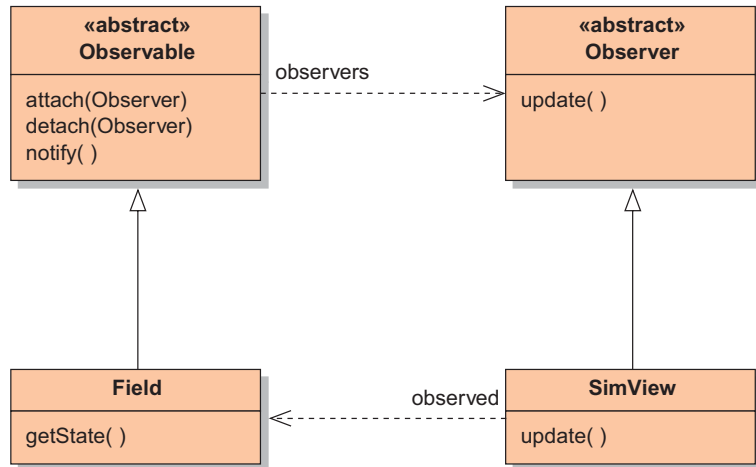 «abstract»
Observable
attach(Observer)
detach(Observer)
notify( )
observers
«abstract»
Observer
update( )
Field
getState( )
observed
SimView
update( )